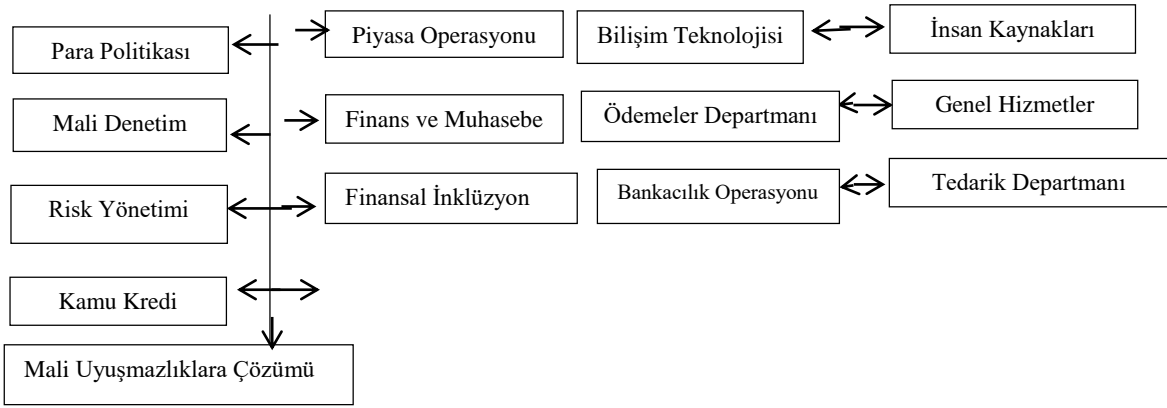 Para Politikası
Piyasa Operasyonu
Bilişim Teknolojisi
İnsan Kaynakları
Mali Denetim
Finans ve Muhasebe
Ödemeler Departmanı
Genel Hizmetler
Risk Yönetimi
Finansal İnklüzyon
Bankacılık Operasyonu
Tedarik Departmanı
Kamu Kredi
Mali Uyuşmazlıklara Çözümü